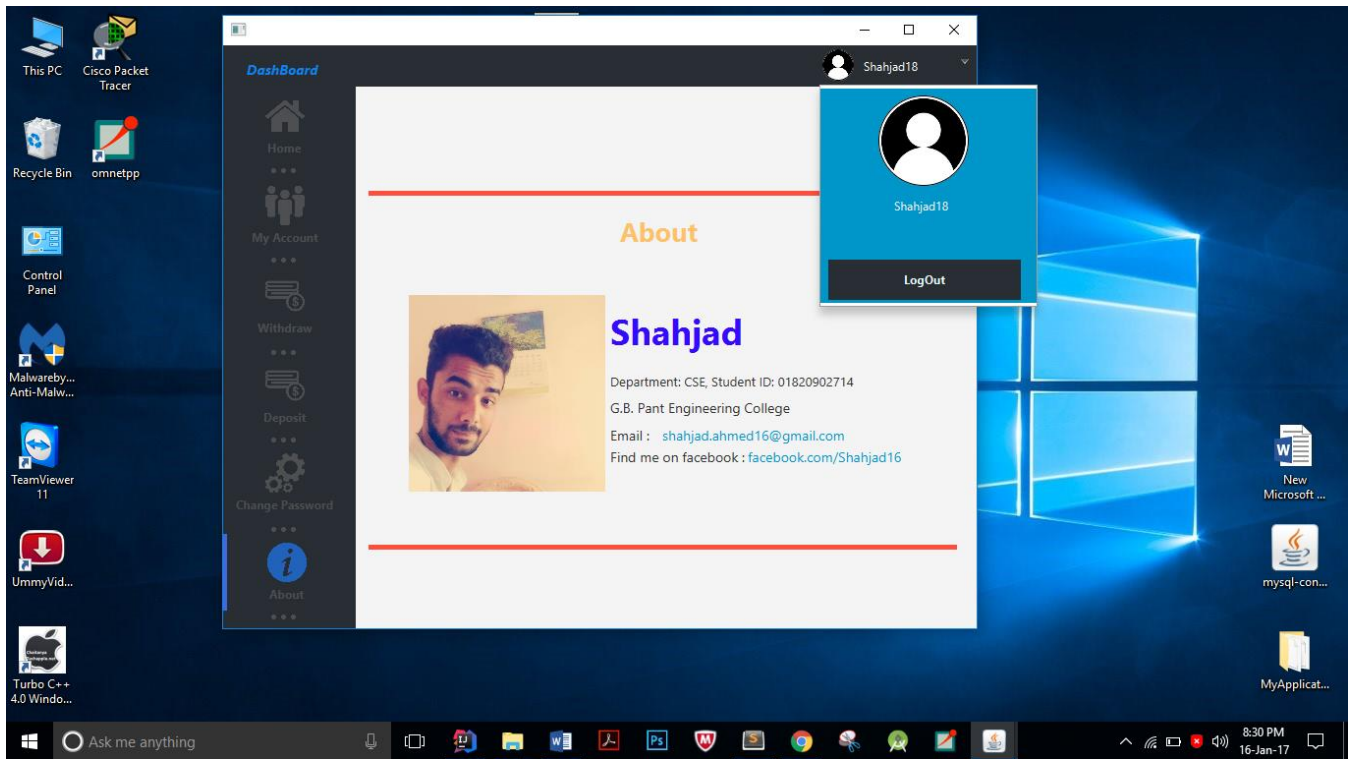 This PC
Cisco Packet
Tracer
Recycle Bin
omnetpp
Control
Panel
Malwareby...
Anti-Malw...
TeamViewer
11
UmmyVid...
Turbo C++
4.0 Windo...
DashBoard
Shahjad18
Home
My Account
Withdraw
Deposit
Change Password
About
Shahjad18
LogOut
About
Shahjad
Department: CSE, Student ID: 01820902714
G.B. Pant Engineering College
Email : shahjad.ahmed16@gmail.com
Find me on facebook : facebook.com/Shahjad16
New
Microsoft ...
mysql-con...
MyApplicat...
Ask me anything
8:30 PM
16-Jan-17